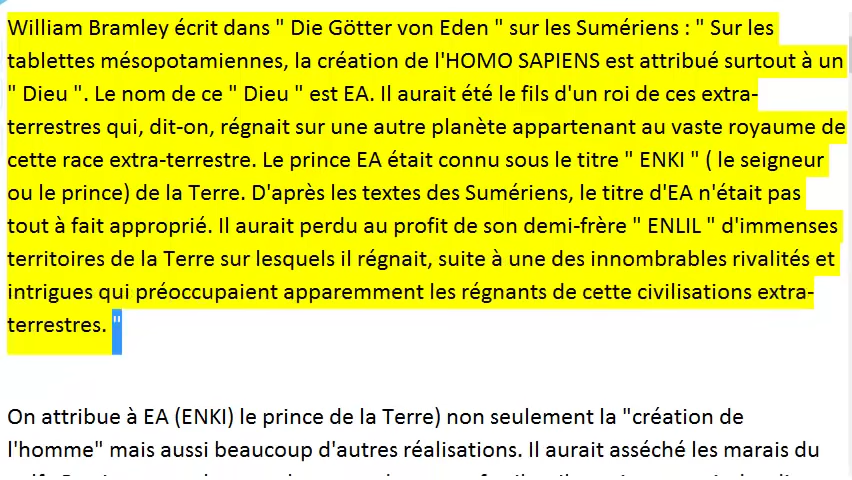 William Bramley écrit dans " Die Götter von Eden " sur les Sumériens : " Sur les
tablettes mésopotamiennes, la création de l'HOMO SAPIENS est attribué surtout à un
" Dieu ". Le nom de ce " Dieu " est EA. Il aurait été le fils d'un roi de ces extra-
terrestres qui, dit-on, régnait sur une autre planète appartenant au vaste royaume de
cette race extra-terrestre. Le prince EA était connu sous le titre " ENKI " ( le seigneur
ou le prince) de la Terre. D'après les textes des Sumériens, le titre d'EA n'était pas
tout à fait approprié. Il aurait perdu au profit de son demi-frère " ENLIL " d'immenses
territoires de la Terre sur lesquels il régnait, suite à une des innombrables rivalités et
intrigues qui préoccupaient apparemment les régnants de cette civilisations extra-
terrestres. "
On attribue à EA (ENKI) le prince de la Terre) non seulement la "création de
l'homme" mais aussi beaucoup d'autres réalisations. Il aurait asséché les marais du